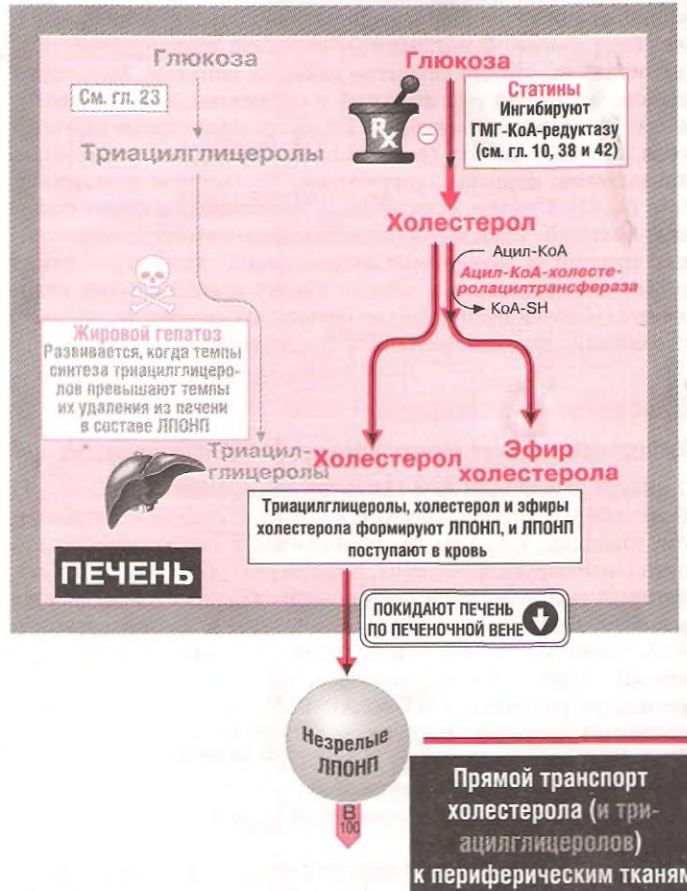 Глюкоза
См. гл. 23
Триацилглицеролы
Жировой гепатоз
Развивается, когда темпы
синтеза триацилглицеро-
лов превышают темпы
их удаления из печени
в составе ЛПОНП
Триацил-
глицеролы
Глюкоза
Rx
Статины
Ингибируют
ГМГ-КоА-редуктазу
(см. гл. 10, 38 и 42)
Холестерол
Ацил-КоА
Ацил-КоА-холесте-
ролацилтрансфераза
КоА-SH
Холестерол
Эфир
холестерола
Триацилглицеролы, холестерол и эфиры
холестерола формируют ЛПОНП, и ЛПОНП
поступают в кровь
ПЕЧЕНЬ
ПОКИДАЮТ ПЕЧЕНЬ
ПО ПЕЧЕНОЧНОЙ ВЕНЕ
Незрелые
ЛПОНП
B
100
Прямой транспорт
холестерола (и три-
ацилглицеролов)
к периферическим тканям